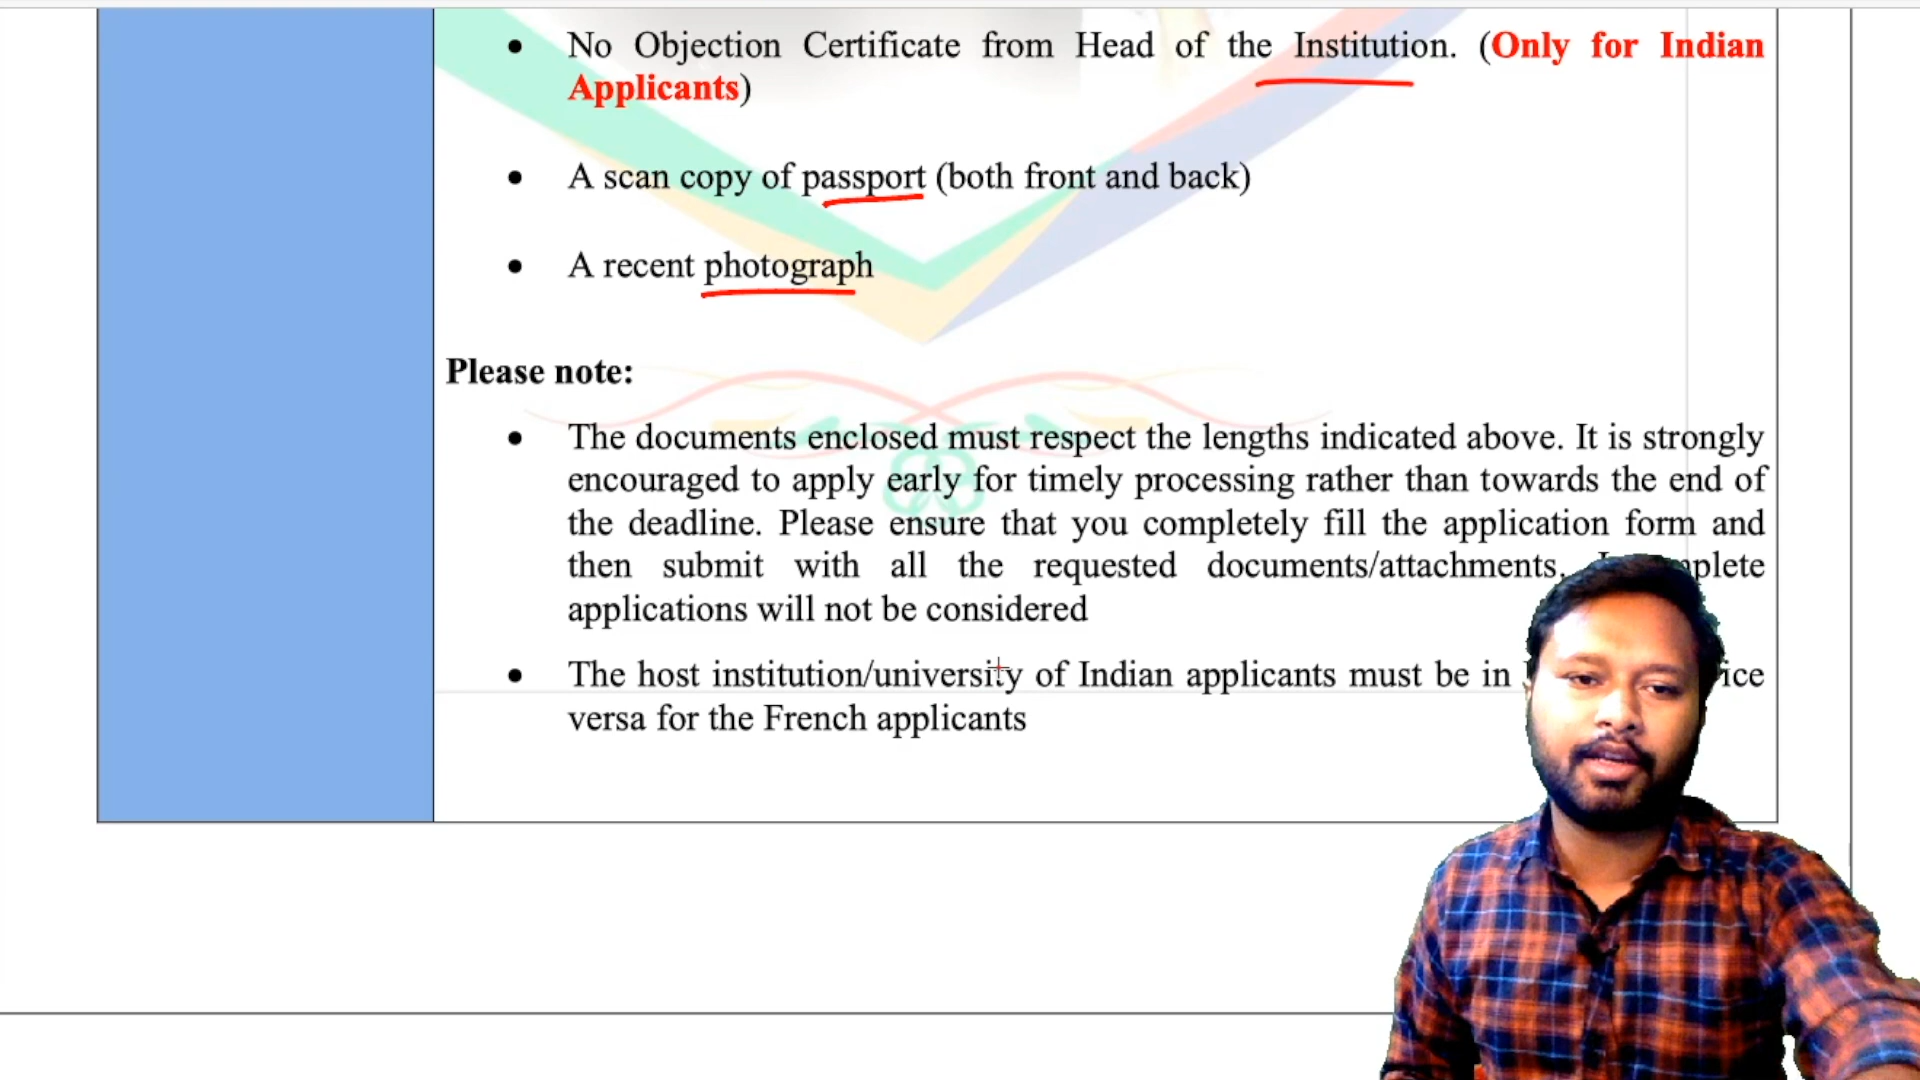 No Objection Certificate from Head of the Institution. (Only for Indian
Applicants)
A scan copy of passport (both front and back)
A recent photograph
Please note:
The documents enclosed must respect the lengths indicated above. It is strongly
encouraged to apply early for timely processing rather than towards the end of
the deadline. Please ensure that you completely fill the application form and
then submit with all the requested documents/attachments.
applications will not be considered
The host institution/university of Indian applicants must be in
versa for the French applicants